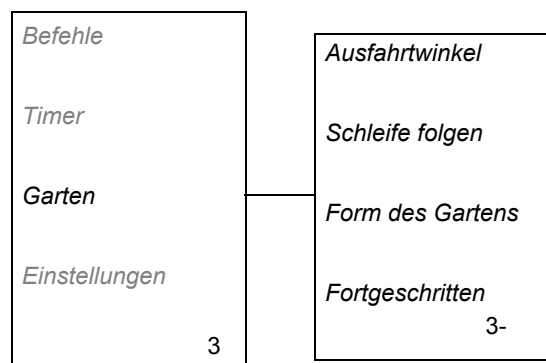 Befehle
Timer
Garten
Einstellungen
3
Ausfahrtwinkel
Schleife folgen
Form des Gartens
Fortgeschritten
3-